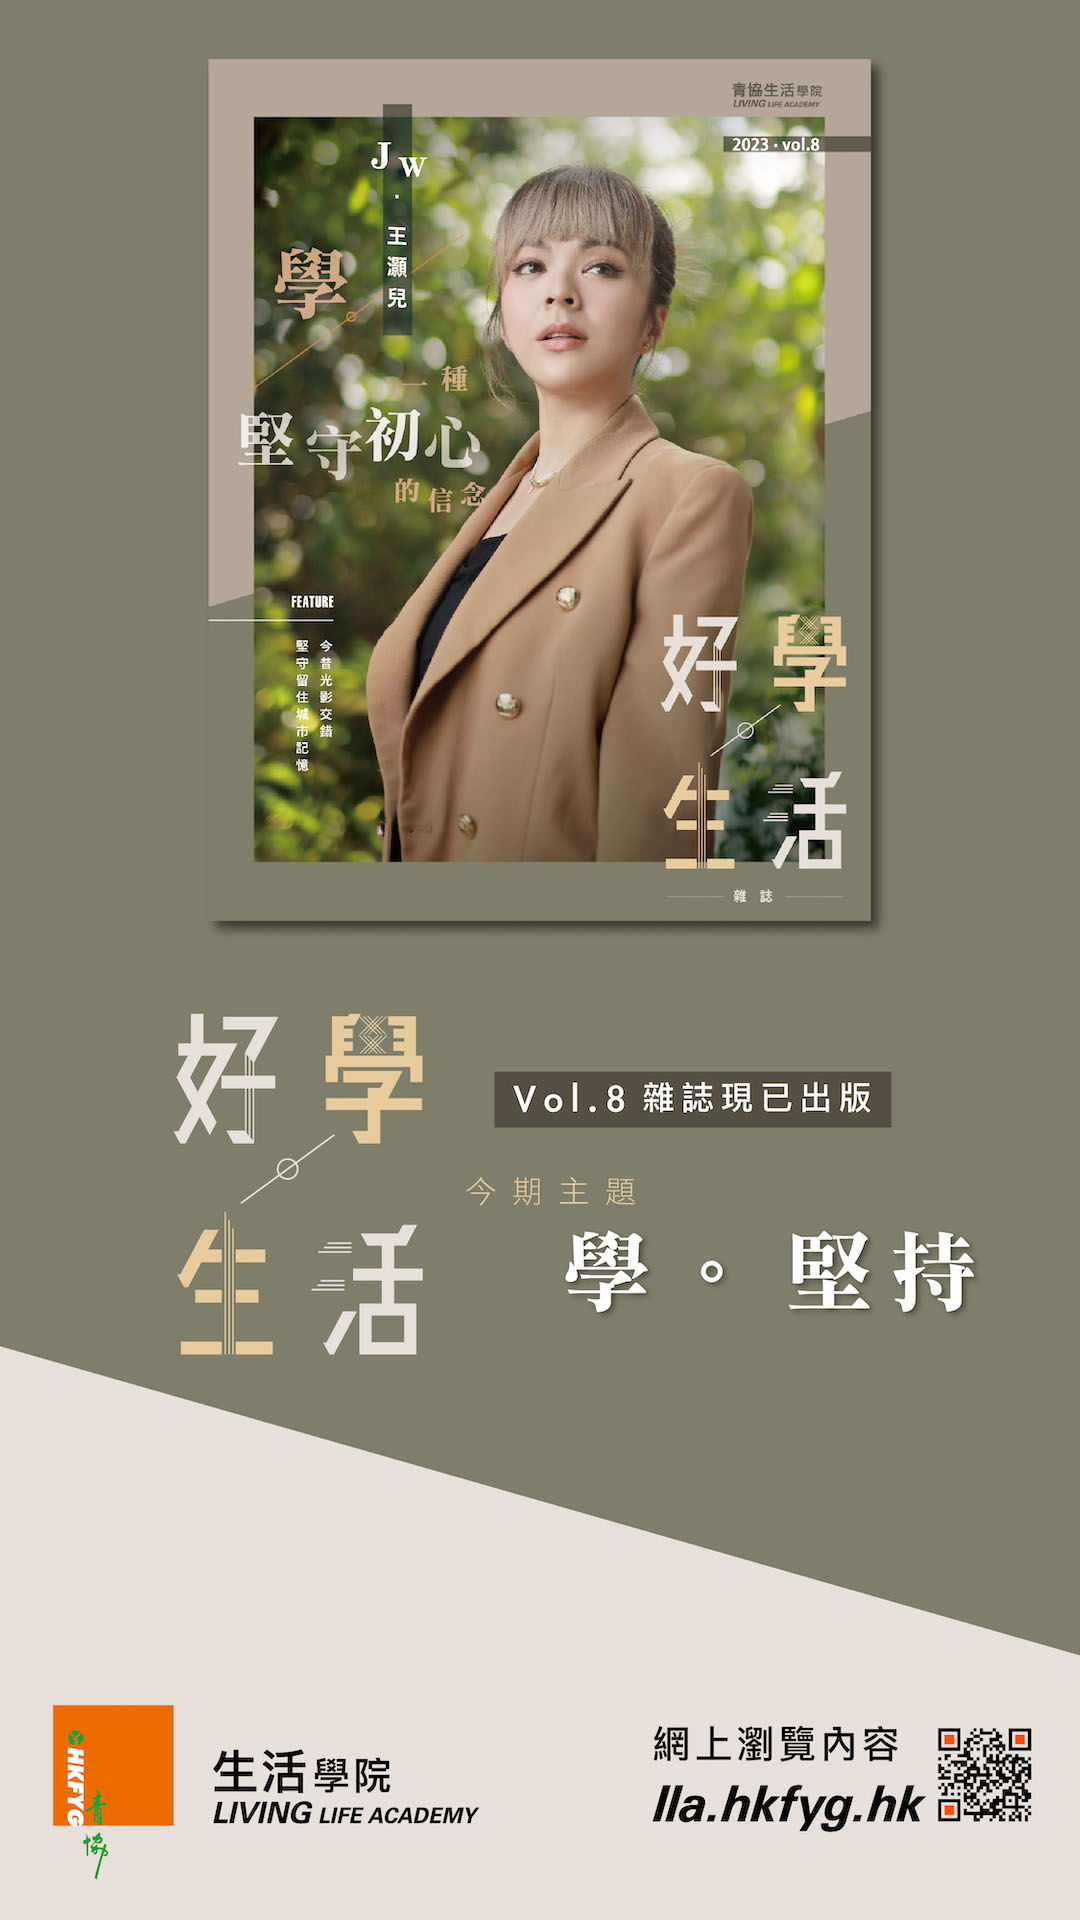 青協生活學院
LIVING LIFE ACADEMY
2023 · vol.8
JW · 王灝兒
學。
一種
堅守初心
的信念
FEATURE
今昔光影交錯
堅守留住城市記憶
好學
生活
雜誌
好學
生活
Vol.8 雜誌現已出版
今期主題
學。堅持
HKFYG
青協
生活學院
LIVING LIFE ACADEMY
網上瀏覽內容
lla.hkfyg.hk